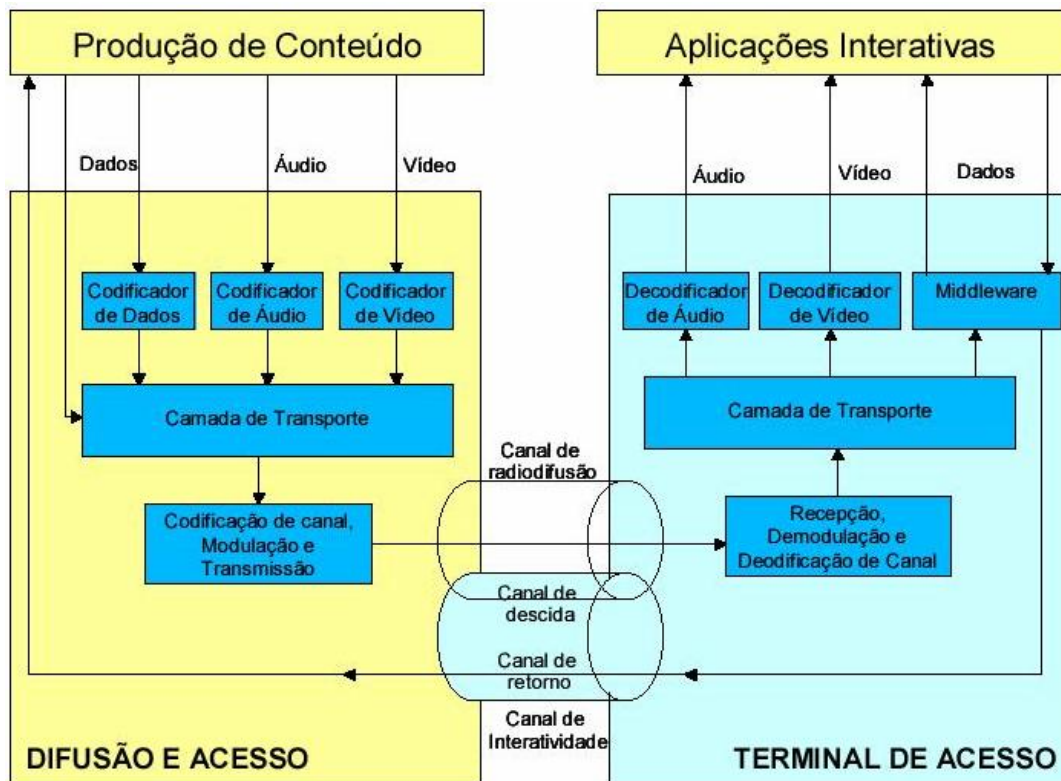 Produção de Conteúdo
Aplicações Interativas
Dados
Áudio
Vídeo
Áudio
Vídeo
Dados
Codificador
de Dados
Codificador
de Áudio
Codificador
de Vídeo
Decodificador
de Áudio
Decodificador
de Vídeo
Middleware
Camada de Transporte
Camada de Transporte
Canal de
radiodifusão
Codificação de canal,
Modulação e
Transmissão
Recepção,
Demodulação e
Deodificação de Canal
Canal de
descida
Canal de
retorno
Canal de
Interatividade
DIFUSÃO E ACESSO
TERMINAL DE ACESSO